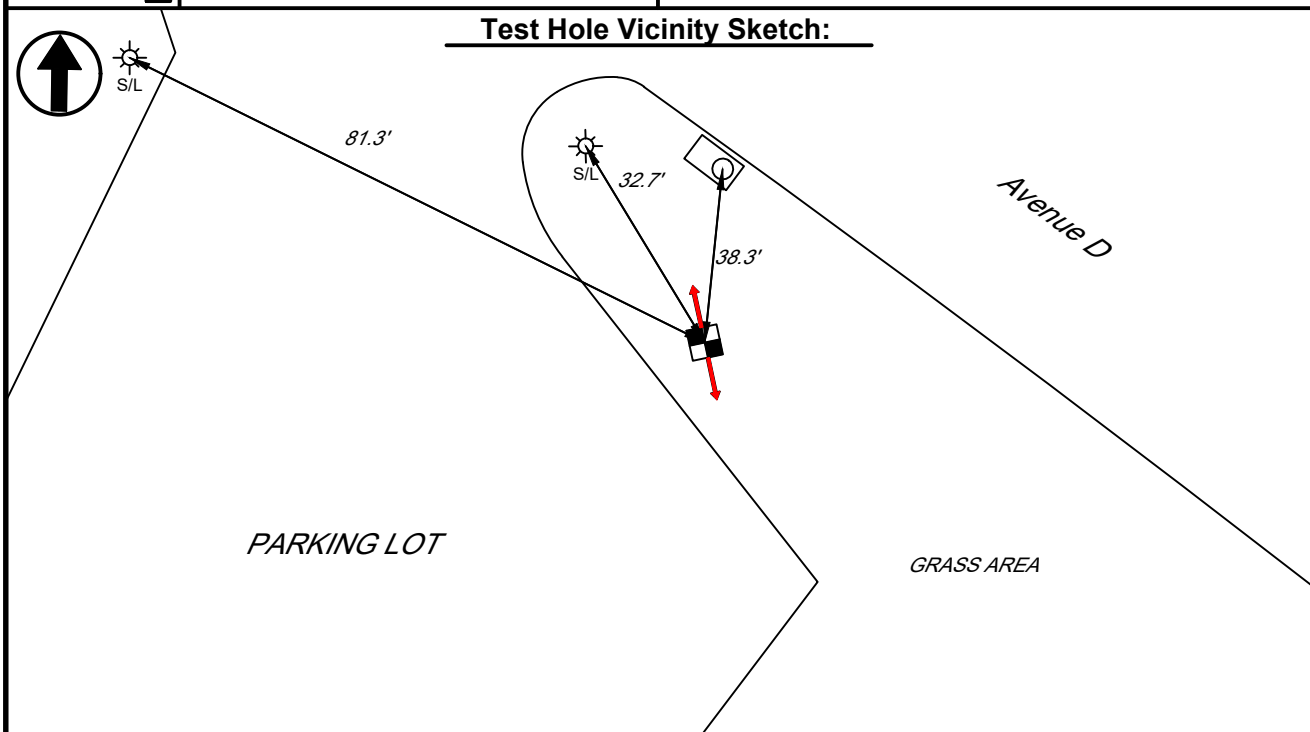 Test Hole Vicinity Sketch:
S/L
81.3'
S/L
32.7'
38.3'
Avenue D
PARKING LOT
GRASS AREA